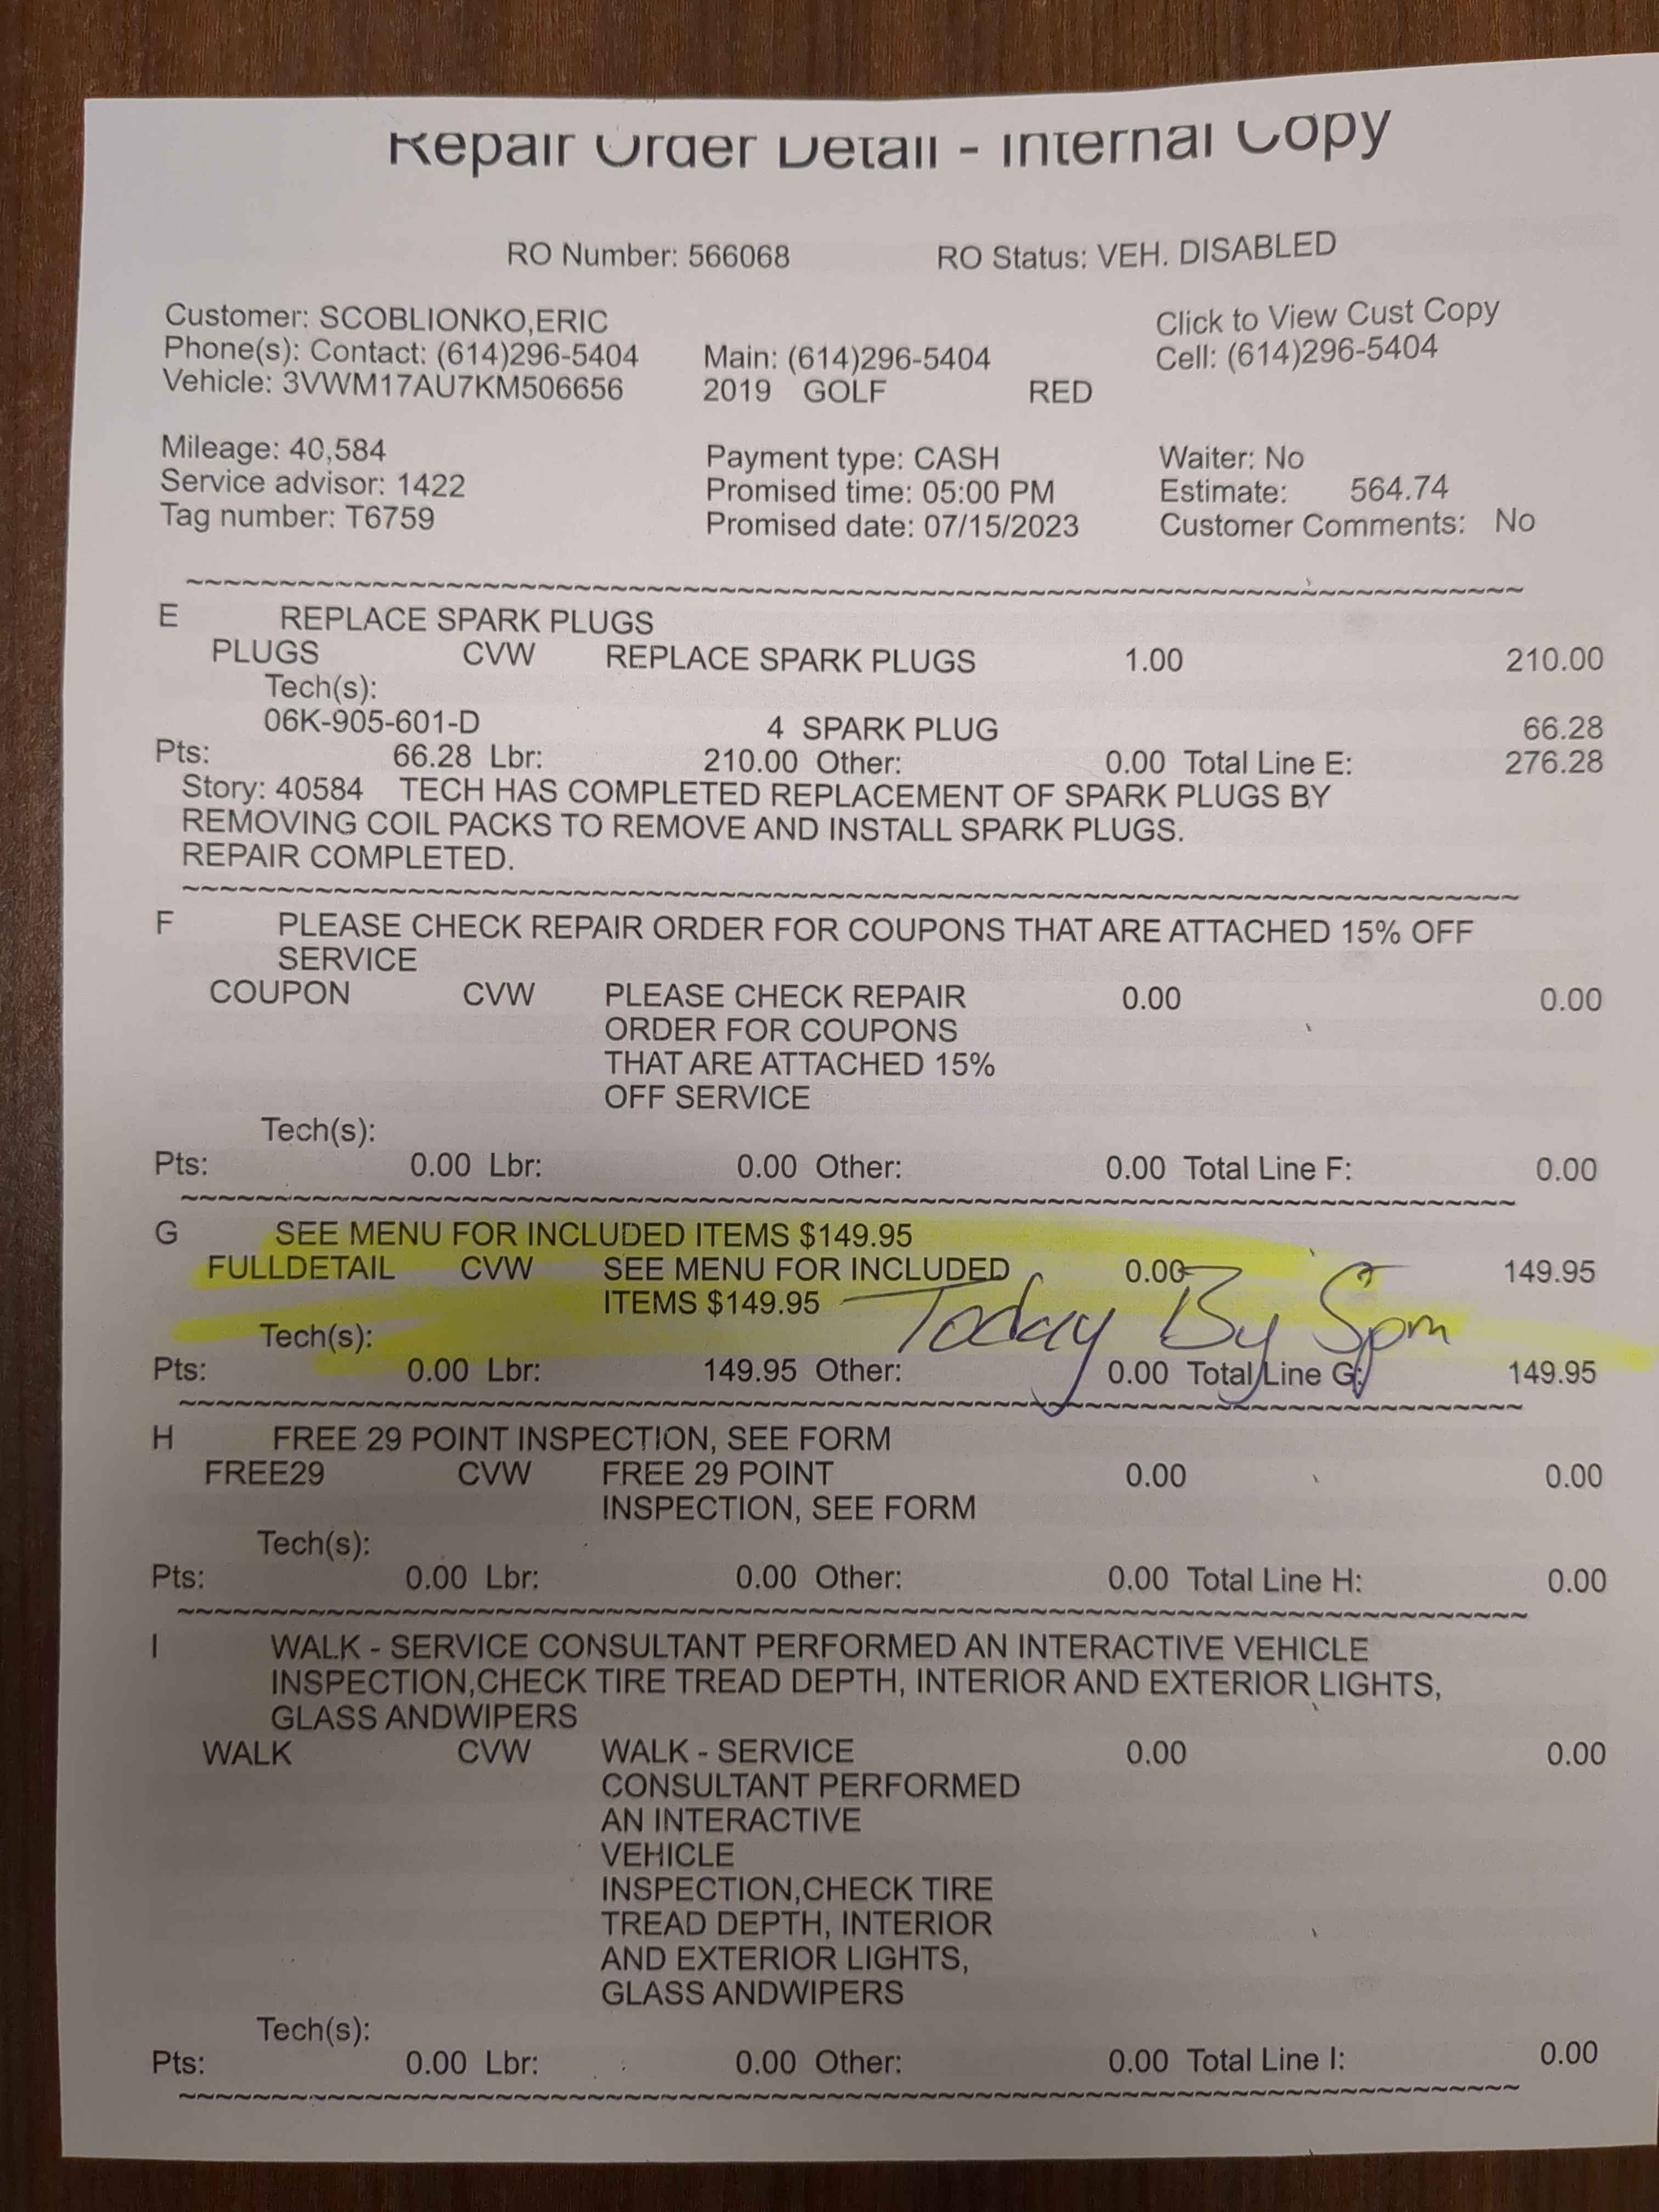 Repair Order Detail - Internal Copy
RO Number: 566068 RO Status: VEH. DISABLED
Customer: SCOBLIONKO,ERIC Click to View Cust Copy
Phone(s): Contact: (614)296-5404 Main: (614)296-5404 Cell: (614)296-5404
Vehicle: 3VWM17AU7KM506656 2019 GOLF RED
Mileage: 40,584 Payment type: CASH Waiter: No
Service advisor: 1422 Promised time: 05:00 PM Estimate: 564.74
Tag number: T6759 Promised date: 07/15/2023 Customer Comments: No
~~~~~~~~~~~~~~~~~~~~~~~~~~~~~~~~~~~~~~~~
E REPLACE SPARK PLUGS
PLUGS CVW REPLACE SPARK PLUGS 1.00 210.00
Tech(s):
06K-905-601-D 4 SPARK PLUG 66.28
Pts: 66.28 Lbr: 210.00 Other: 0.00 Total Line E: 276.28
Story: 40584 TECH HAS COMPLETED REPLACEMENT OF SPARK PLUGS BY
REMOVING COIL PACKS TO REMOVE AND INSTALL SPARK PLUGS.
REPAIR COMPLETED.
~~~~~~~~~~~~~~~~~~~~~~~~~~~~~~~~~~~~~~~~
F PLEASE CHECK REPAIR ORDER FOR COUPONS THAT ARE ATTACHED 15% OFF
SERVICE
COUPON CVW PLEASE CHECK REPAIR 0.00 0.00
ORDER FOR COUPONS
THAT ARE ATTACHED 15%
OFF SERVICE
Tech(s):
Pts: 0.00 Lbr: 0.00 Other: 0.00 Total Line F: 0.00
~~~~~~~~~~~~~~~~~~~~~~~~~~~~~~~~~~~~~~~~
G SEE MENU FOR INCLUDED ITEMS $149.95
FULLDETAIL CVW SEE MENU FOR INCLUDED 0.00 149.95
ITEMS $149.95
Today By 5pm
Tech(s):
Pts: 0.00 Lbr: 149.95 Other: 0.00 Total Line G: 149.95
~~~~~~~~~~~~~~~~~~~~~~~~~~~~~~~~~~~~~~~~
H FREE 29 POINT INSPECTION, SEE FORM
FREE29 CVW FREE 29 POINT 0.00 0.00
INSPECTION, SEE FORM
Tech(s):
Pts: 0.00 Lbr: 0.00 Other: 0.00 Total Line H: 0.00
~~~~~~~~~~~~~~~~~~~~~~~~~~~~~~~~~~~~~~~~
I WALK - SERVICE CONSULTANT PERFORMED AN INTERACTIVE VEHICLE
INSPECTION,CHECK TIRE TREAD DEPTH, INTERIOR AND EXTERIOR LIGHTS,
GLASS ANDWIPERS
WALK CVW WALK - SERVICE 0.00 0.00
CONSULTANT PERFORMED
AN INTERACTIVE
VEHICLE
INSPECTION,CHECK TIRE
TREAD DEPTH, INTERIOR
AND EXTERIOR LIGHTS,
GLASS ANDWIPERS
Tech(s):
Pts: 0.00 Lbr: 0.00 Other: 0.00 Total Line I: 0.00
~~~~~~~~~~~~~~~~~~~~~~~~~~~~~~~~~~~~~~~~